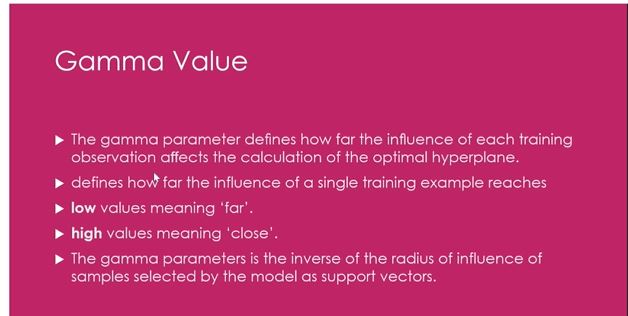 Gamma Value
The gamma parameter defines how far the influence of each training
observation affects the calculation of the optimal hyperplane.
defines how far the influence of a single training example reaches
low values meaning ‘far’.
high values meaning ‘close’.
The gamma parameters is the inverse of the radius of influence of
samples selected by the model as support vectors.